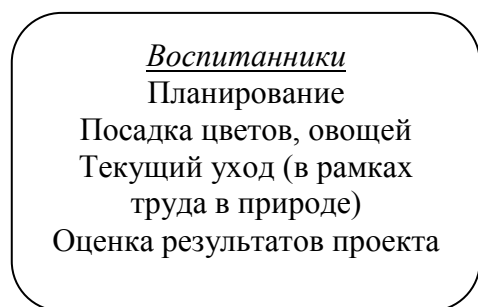 Воспитанники
Планирование
Посадка цветов, овощей
Текущий уход (в рамках
труда в природе)
Оценка результатов проекта